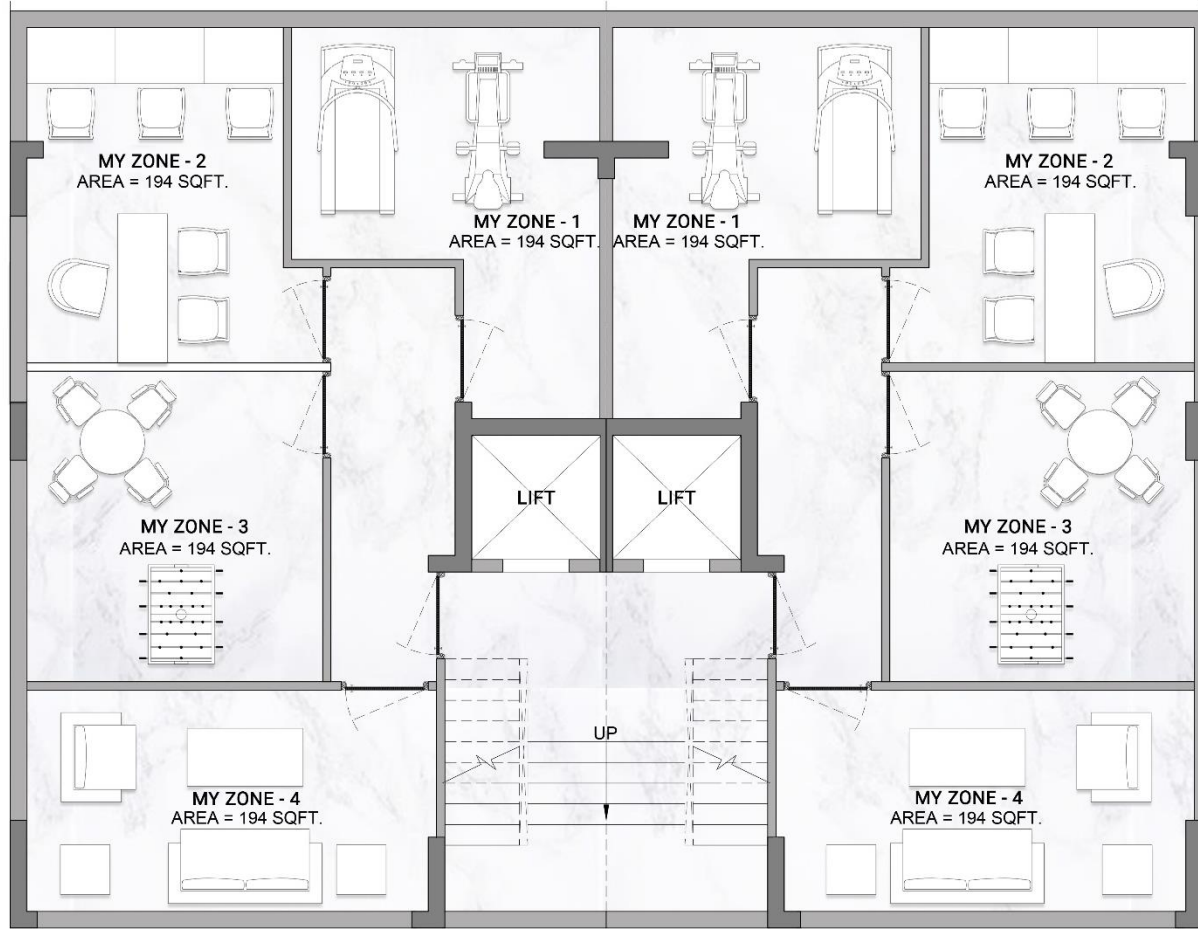 MY ZONE - 2
AREA = 194 SQFT.
MY ZONE - 1
AREA = 194 SQFT.
MY ZONE - 1
AREA = 194 SQFT.
MY ZONE - 2
AREA = 194 SQFT.
MY ZONE - 3
AREA = 194 SQFT.
LIFT
LIFT
MY ZONE - 3
AREA = 194 SQFT.
UP
MY ZONE - 4
AREA = 194 SQFT.
MY ZONE - 4
AREA = 194 SQFT.